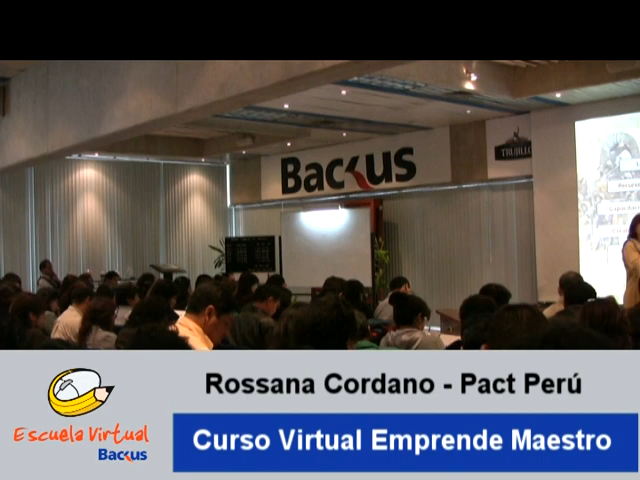 Backus
TRUJILLO
Rossana Cordano - Pact Perú
Escuela Virtual
Backus
Curso Virtual Emprende Maestro